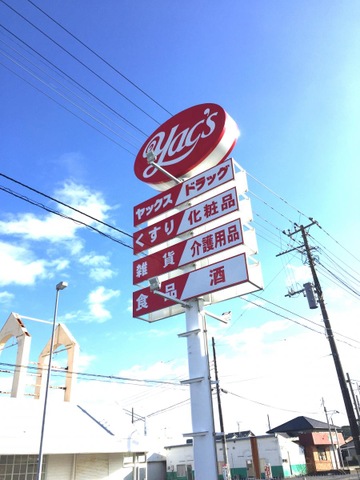 Yac's
ヤックスドラッグ
くすり 化粧品
雑貨 介護用品
食品 酒